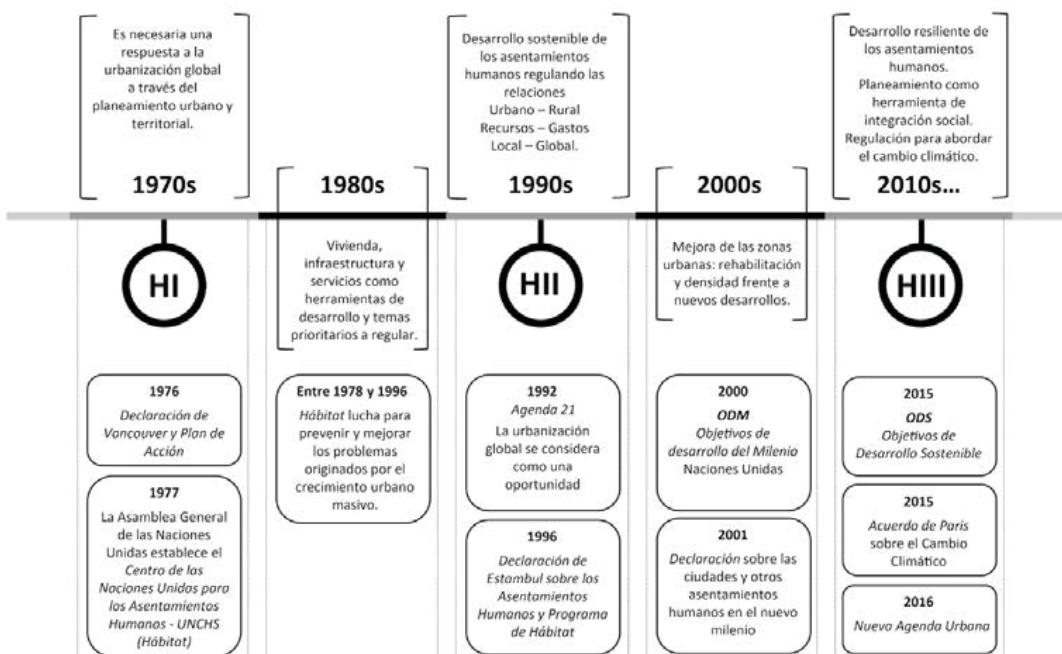 Es necesaria una
respuesta a la
urbanización global
a través del
planeamiento urbano y
territorial.
1970s
HI
1976
Declaración de
Vancouver y Plan de
Acción
1977
La Asamblea General
de las Naciones
Unidas establece el
Centro de las
Naciones Unidas para
los Asentamientos
Humanos - UNCHS
(Hábitat)
1980s
Vivienda,
infraestructura y
servicios como
herramientas de
desarrollo y temas
prioritarios a regular.
Entre 1978 y 1996
Hábitat lucha para
prevenir y mejorar
los problemas
originados por el
crecimiento urbano
masivo.
Desarrollo sostenible de
los asentamientos
humanos regulando las
relaciones
Urbano – Rural
Recursos – Gastos
Local – Global.
1990s
HII
1992
Agenda 21
La urbanización
global se considera
como una
oportunidad
1996
Declaración de
Estambul sobre los
Asentamientos
Humanos y Programa
de Hábitat
2000s
Mejora de las zonas
urbanas: rehabilitación
y densidad frente a
nuevos desarrollos.
2000
ODM
Objetivos de
desarrollo del Milenio
Naciones Unidas
2001
Declaración sobre las
ciudades y otros
asentamientos
humanos en el nuevo
milenio
Desarrollo resiliente de
los asentamientos
humanos.
Planeamiento como
herramienta de
integración social.
Regulación para abordar
el cambio climático.
2010s...
HIII
2015
ODS
Objetivos de
Desarrollo Sostenible
2015
Acuerdo de Paris
sobre el Cambio
Climático
2016
Nueva Agenda Urbana